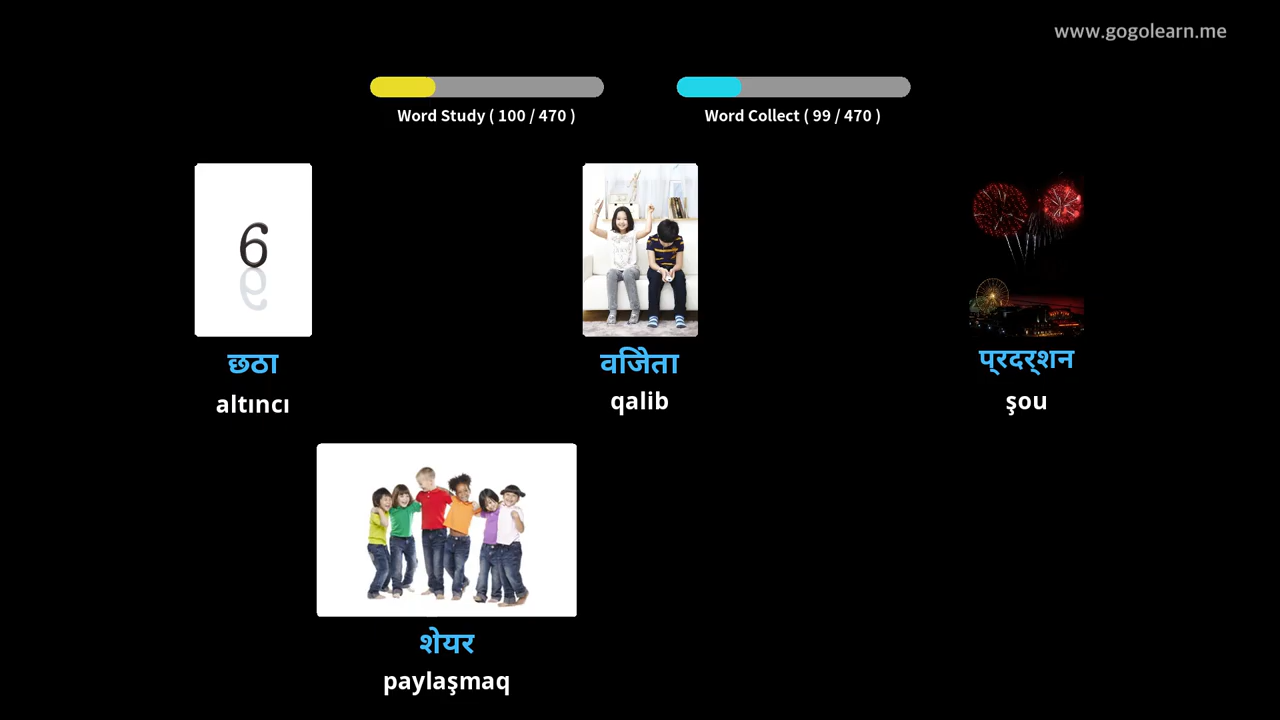 www.gogolearn.me
Word Study ( 100 / 470 )
Word Collect ( 99 / 470 )
6
छठा
altıncı
विजेता
qalib
प्रदर्शन
şou
शेयर
paylaşmaq